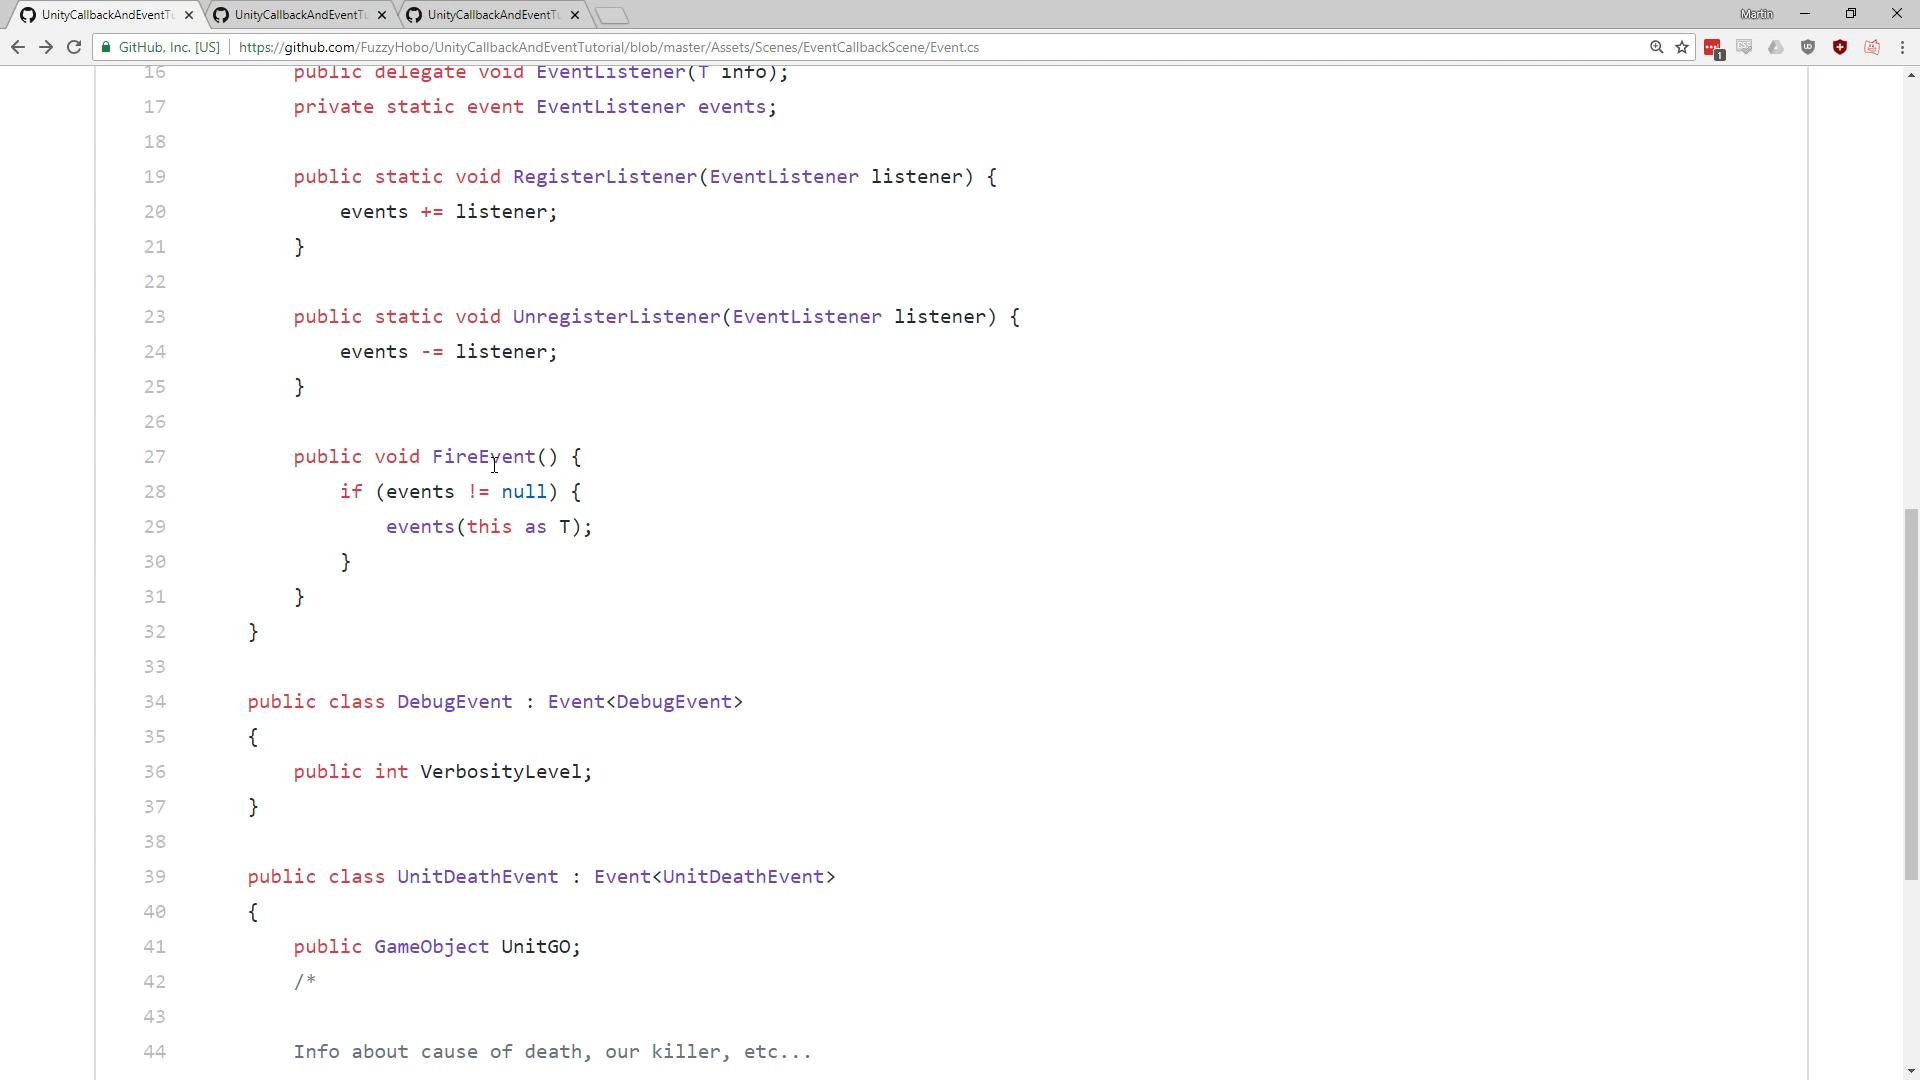 UnityCallbackAndEventTu
UnityCallbackAndEventTu
UnityCallbackAndEventTu
Martin
GitHub, Inc. [US]
https://github.com/FuzzyHobo/UnityCallbackAndEventTutorial/blob/master/Assets/Scenes/EventCallbackScene/Event.cs
1
16 public delegate void EventListener(T info);
17 private static event EventListener events;
18
19 public static void RegisterListener(EventListener listener) {
20 events += listener;
21 }
22
23 public static void UnregisterListener(EventListener listener) {
24 events -= listener;
25 }
26
27 public void FireEvent() {
28 if (events != null) {
29 events(this as T);
30 }
31 }
32 }
33
34 public class DebugEvent : Event<DebugEvent>
35 {
36 public int VerbosityLevel;
37 }
38
39 public class UnitDeathEvent : Event<UnitDeathEvent>
40 {
41 public GameObject UnitGO;
42 /*
43
44 Info about cause of death, our killer, etc...